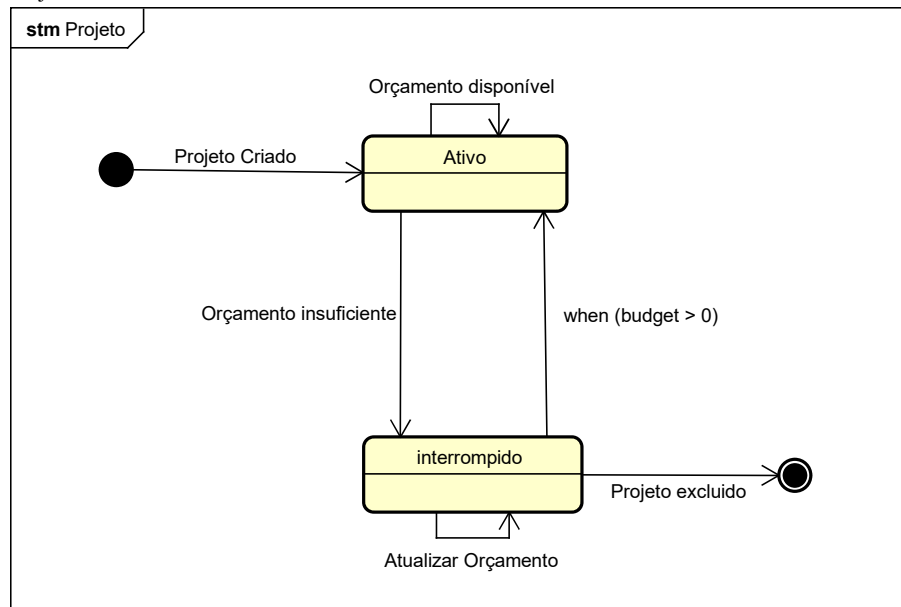 stm Projeto
Orçamento disponível
Projeto Criado
Ativo
Orçamento insuficiente
when (budget > 0)
interrompido
Projeto excluido
Atualizar Orçamento